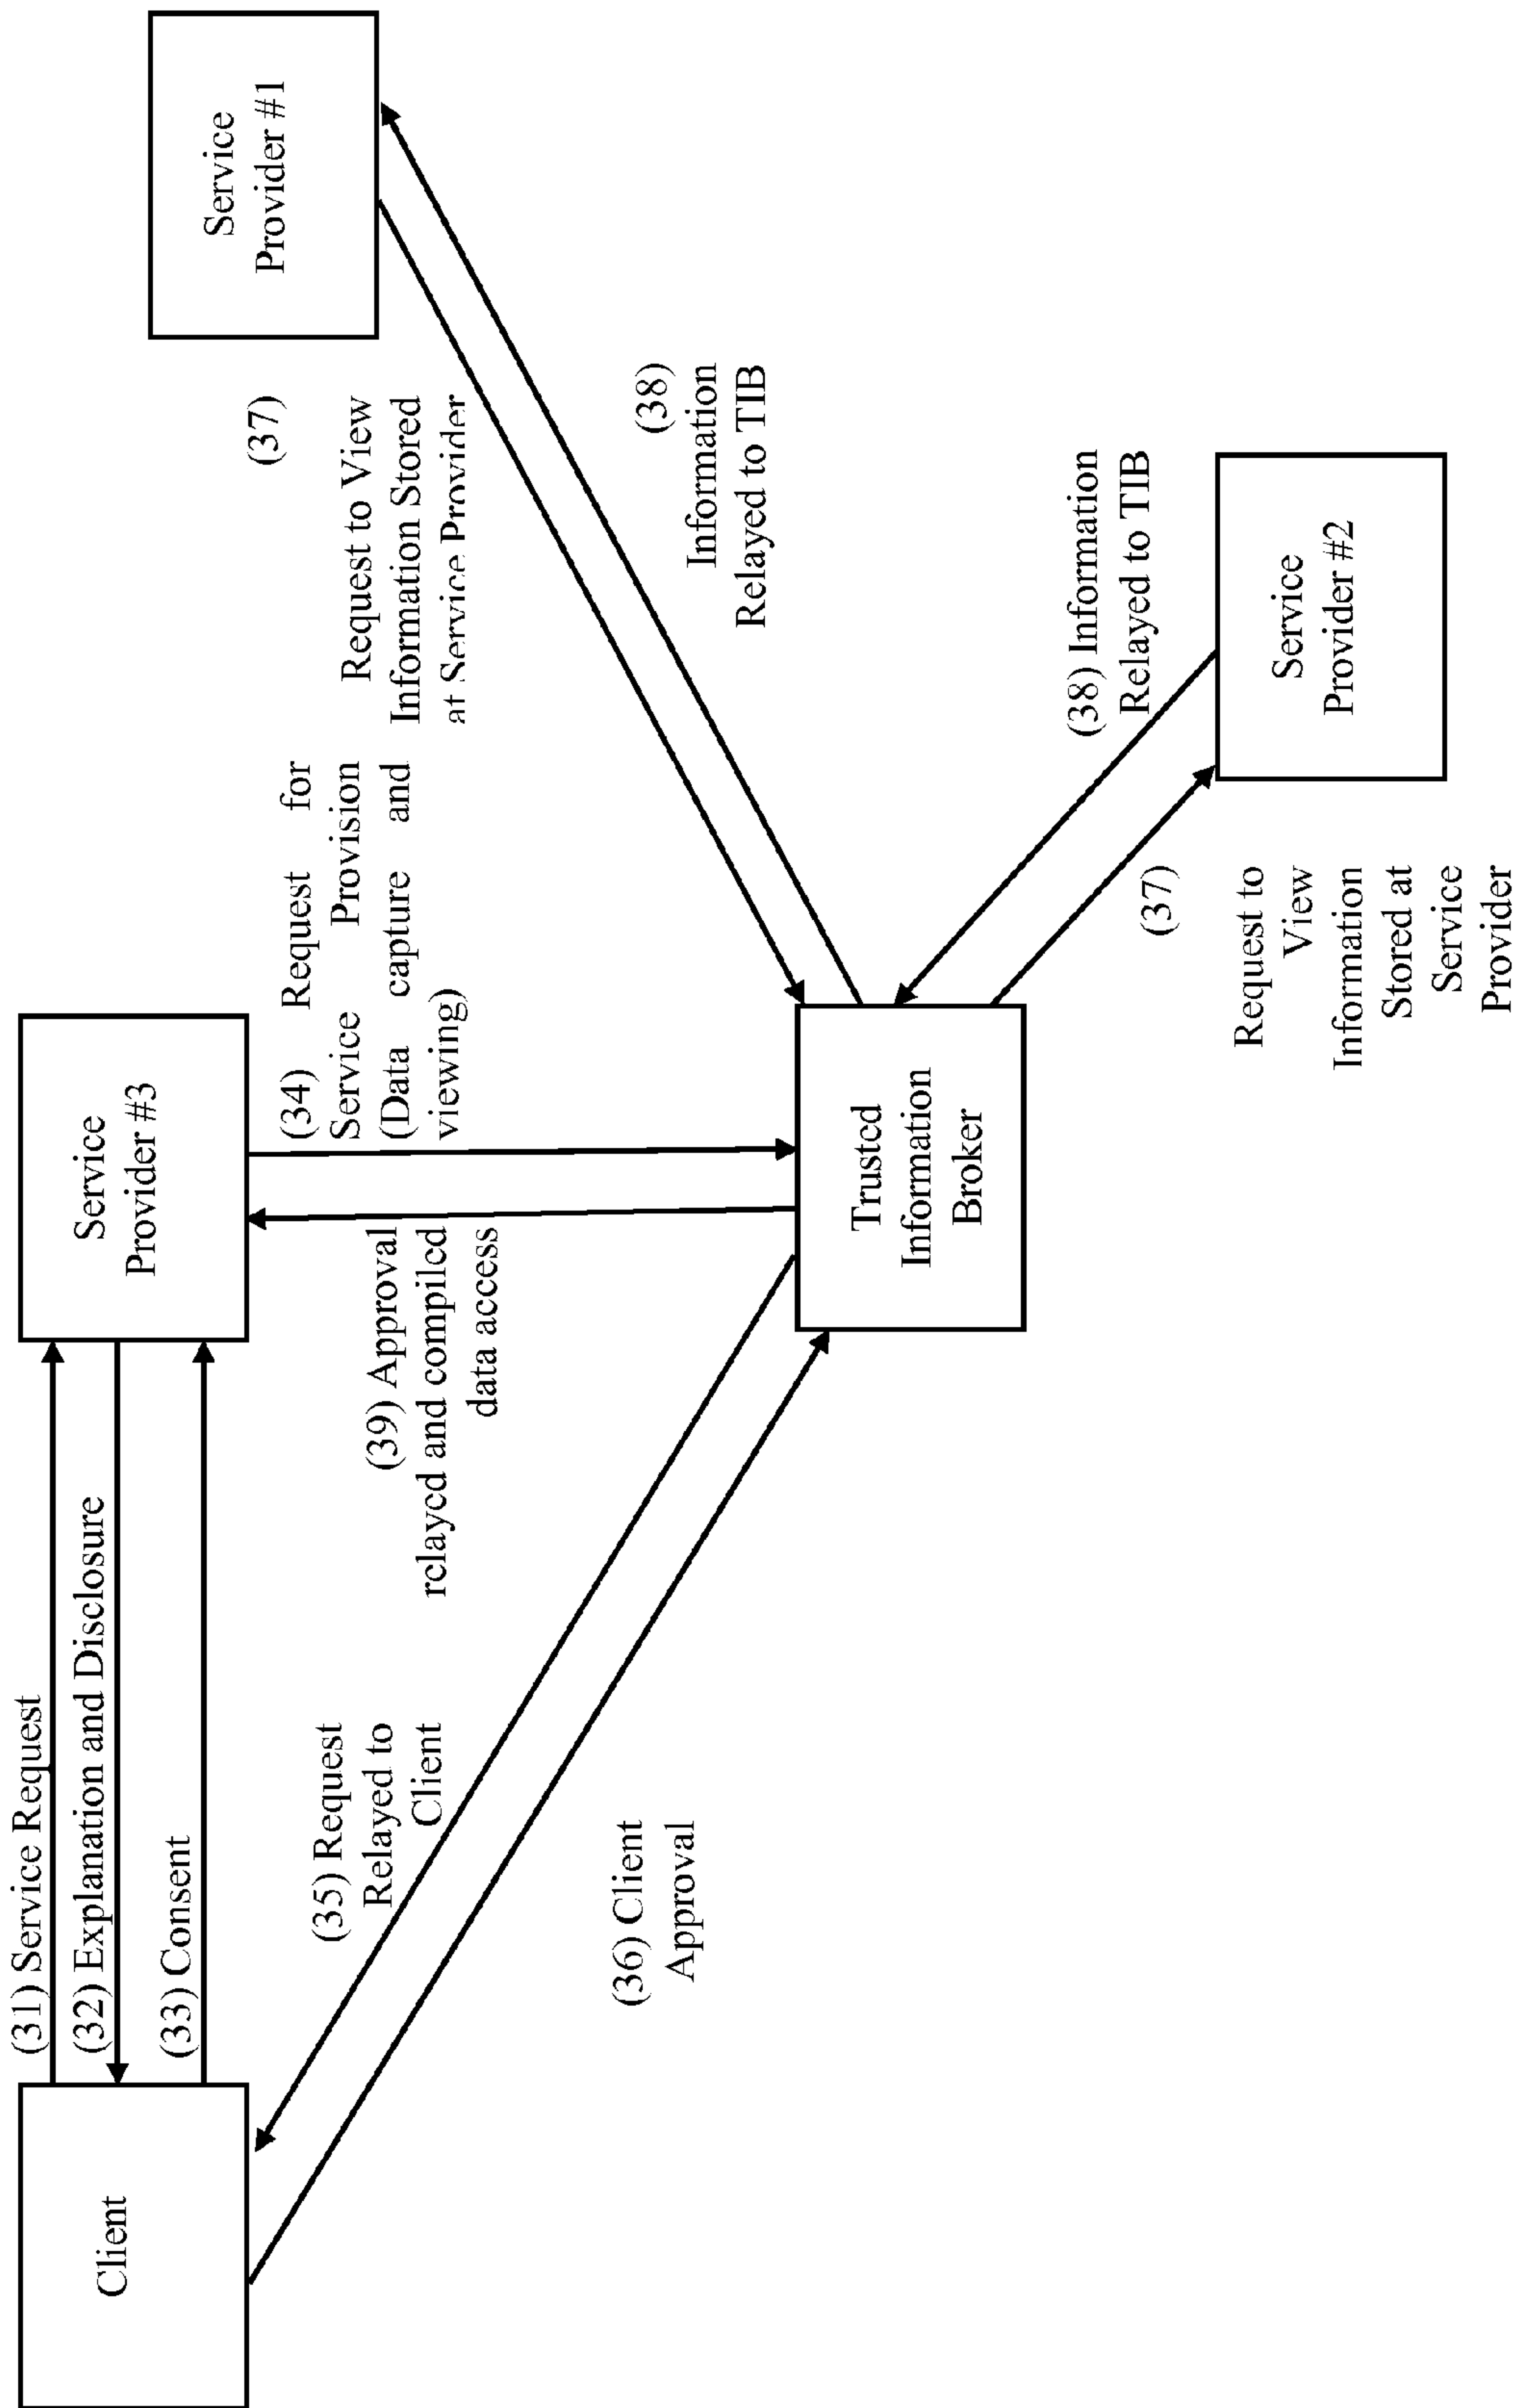 Client
(31) Service Request
(32) Explanation and Disclosure
(33) Consent
Service
Provider #3
(34) Request for
Service Provision
(Data capture and
viewing)
(35) Request
Relayed to
Client
(36) Client
Approval
(39) Approval
relayed and compiled
data access
Trusted
Information
Broker
(37)
Request to View
Information Stored
at Service Provider
(38)
Information
Relayed to TIB
Service
Provider #1
(38) Information
Relayed to TIB
(37)
Request to
View
Information
Stored at
Service
Provider
Service
Provider #2